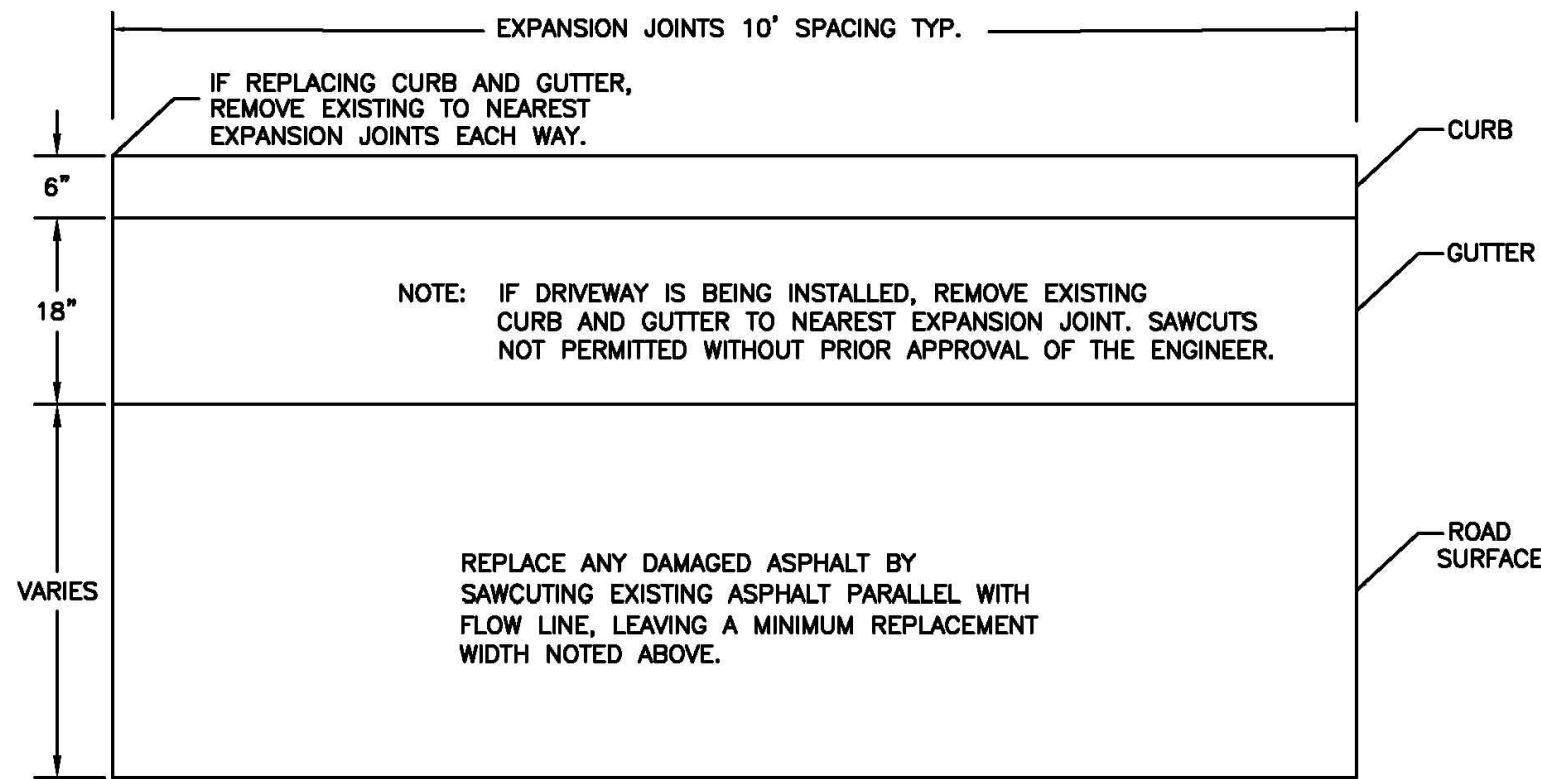 EXPANSION JOINTS 10' SPACING TYP.
IF REPLACING CURB AND GUTTER,
REMOVE EXISTING TO NEAREST
EXPANSION JOINTS EACH WAY.
CURB
6"
GUTTER
18"
NOTE: IF DRIVEWAY IS BEING INSTALLED, REMOVE EXISTING
CURB AND GUTTER TO NEAREST EXPANSION JOINT. SAWCUTS
NOT PERMITTED WITHOUT PRIOR APPROVAL OF THE ENGINEER.
ROAD
SURFACE
VARIES
REPLACE ANY DAMAGED ASPHALT BY
SAWCUTING EXISTING ASPHALT PARALLEL WITH
FLOW LINE, LEAVING A MINIMUM REPLACEMENT
WIDTH NOTED ABOVE.